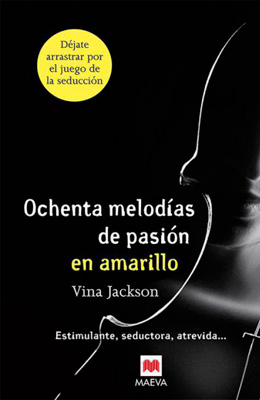 Déjate
arrastrar por
el juego de
la seducción
Ochenta melodías
de pasión
en amarillo
Vina Jackson
Estimulante, seductora, atrevida...
M
MAEVA